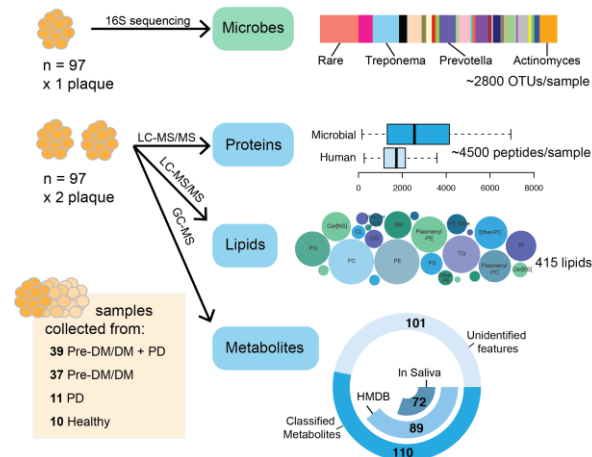 16S sequencing
Microbes
n = 97
x 1 plaque
Rare
Treponema
Prevotella
Actinomyces
~2800 OTUs/sample
LC-MS/MS
LC-MS/MS
GC-MS
Proteins
n = 97
x 2 plaque
Microbial
Human
~4500 peptides/sample
0 2000 4000 6000 8000
Lipids
Cer[NS]
CL
SM
Plasmenyl-PE
Ether-PC
PG
PC
PE
PS
TG
Plasmenyl-PC
PI
415 lipids
samples
collected from:
39 Pre-DM/DM + PD
37 Pre-DM/DM
11 PD
10 Healthy
Metabolites
101
Unidentified
features
In Saliva
72
HMDB
89
Classified
Metabolites
110